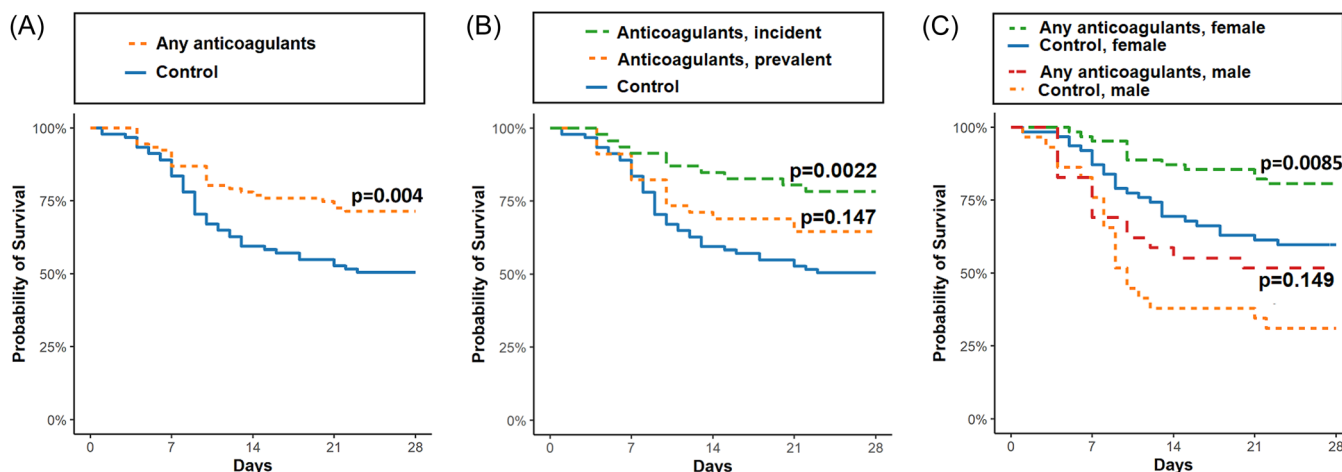 (A)
Any anticoagulants
Control
Probability of Survival
100%
75%
50%
25%
0%
p=0.004
0 7 14 21 28
Days
(B)
Anticoagulants, incident
Anticoagulants, prevalent
Control
Probability of Survival
100%
75%
50%
25%
0%
p=0.0022
p=0.147
0 7 14 21 28
Days
(C)
Any anticoagulants, female
Control, female
Any anticoagulants, male
Control, male
Probability of Survival
100%
75%
50%
25%
0%
p=0.0085
p=0.149
0 7 14 21 28
Days